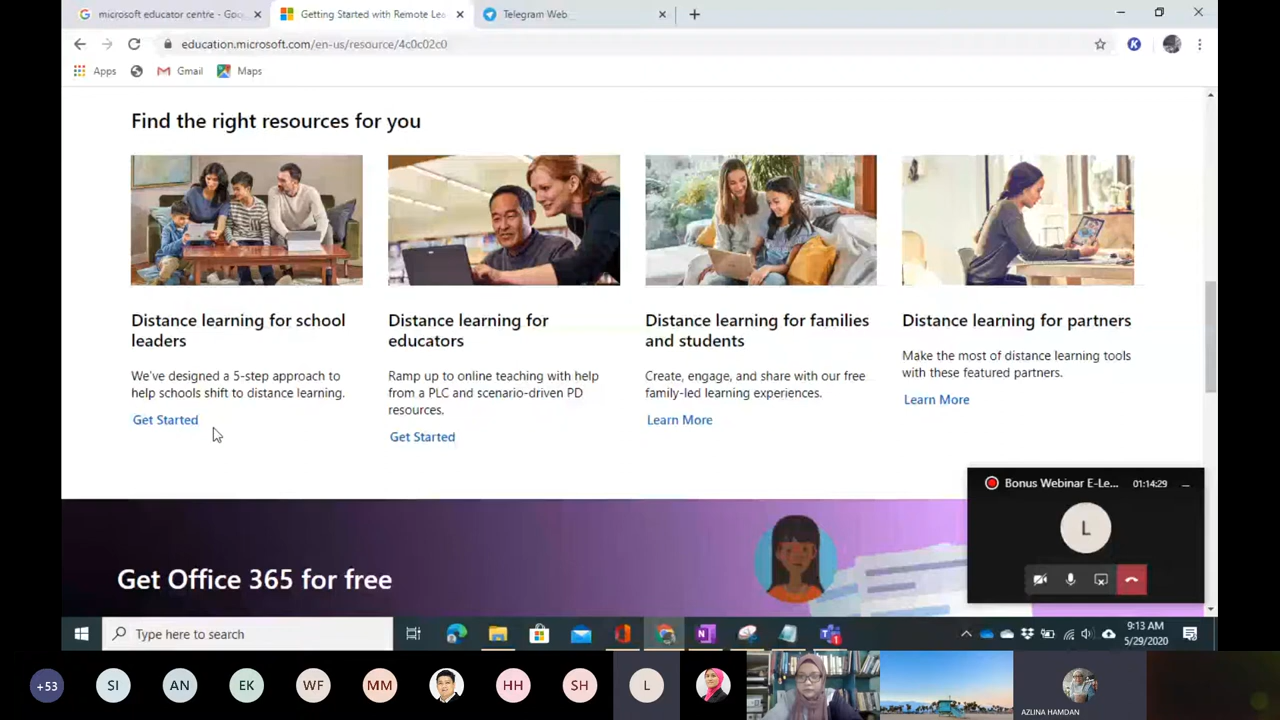 microsoft educator centre - Goo
Getting Started with Remote Lea
Telegram Web
education.microsoft.com/en-us/resource/4c0c02c0
K
Apps
Gmail
Maps
Find the right resources for you
Distance learning for school
leaders
We've designed a 5-step approach to
help schools shift to distance learning.
Get Started
Distance learning for
educators
Ramp up to online teaching with help
from a PLC and scenario-driven PD
resources.
Get Started
Distance learning for families
and students
Create, engage, and share with our free
family-led learning experiences.
Learn More
Distance learning for partners
Make the most of distance learning tools
with these featured partners.
Learn More
Get Office 365 for free
Bonus Webinar E-Le...
01:14:29
L
Type here to search
9:13 AM
5/29/2020
+53
SI
AN
EK
WF
MM
HH
SH
L
AZLINA HAMDAN